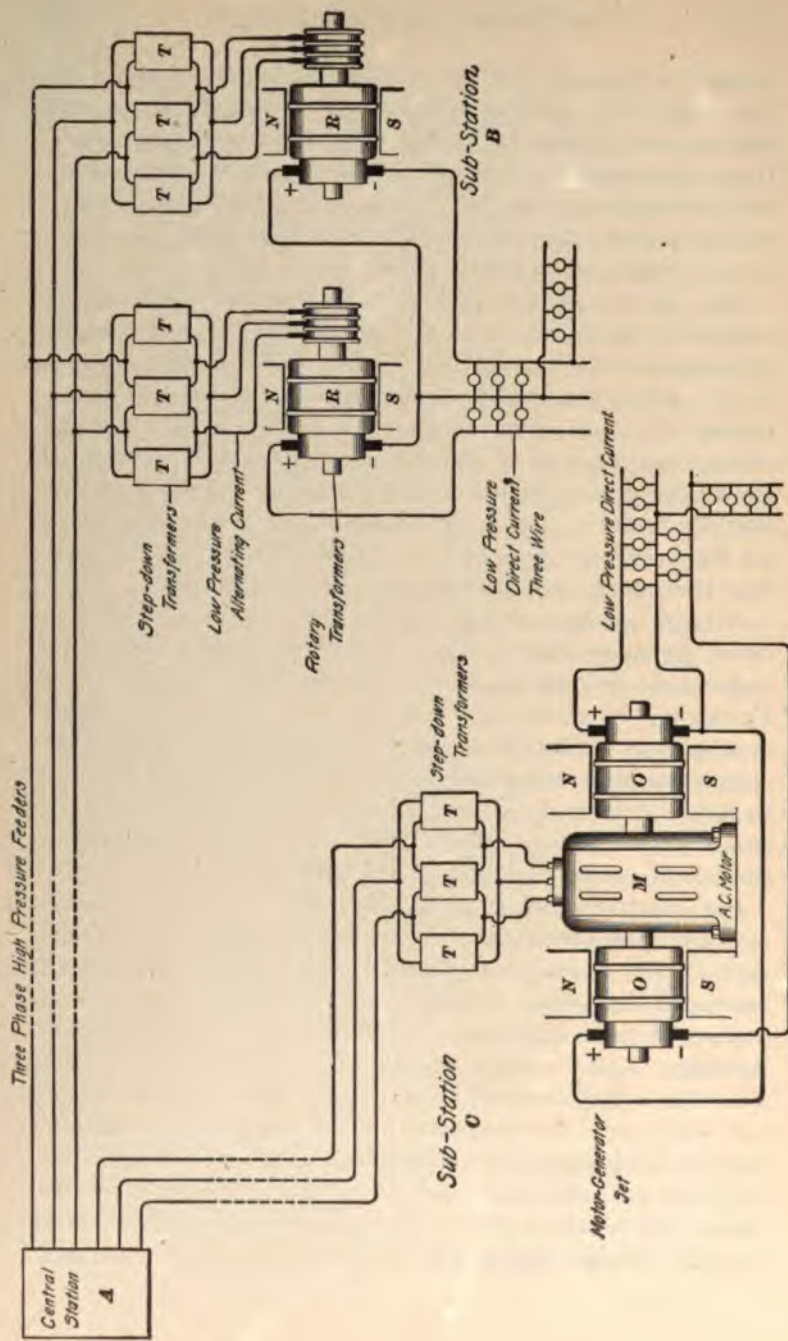 Three Phase High Pressure Feeders
Central
Station
A
T
T
T
T
T
T
Step-down
Transformers
Low Pressure
Alternating Current
N
R
S
+
-
N
R
S
+
-
Rotary
Transformers
Sub-Station
B
Low Pressure
Direct Current
Three Wire
Sub-Station
C
T
T
T
Step-down
Transformers
N
O
S
+
-
M
A.C. Motor
N
O
S
+
-
Motor-Generator
Set
Low Pressure Direct Current